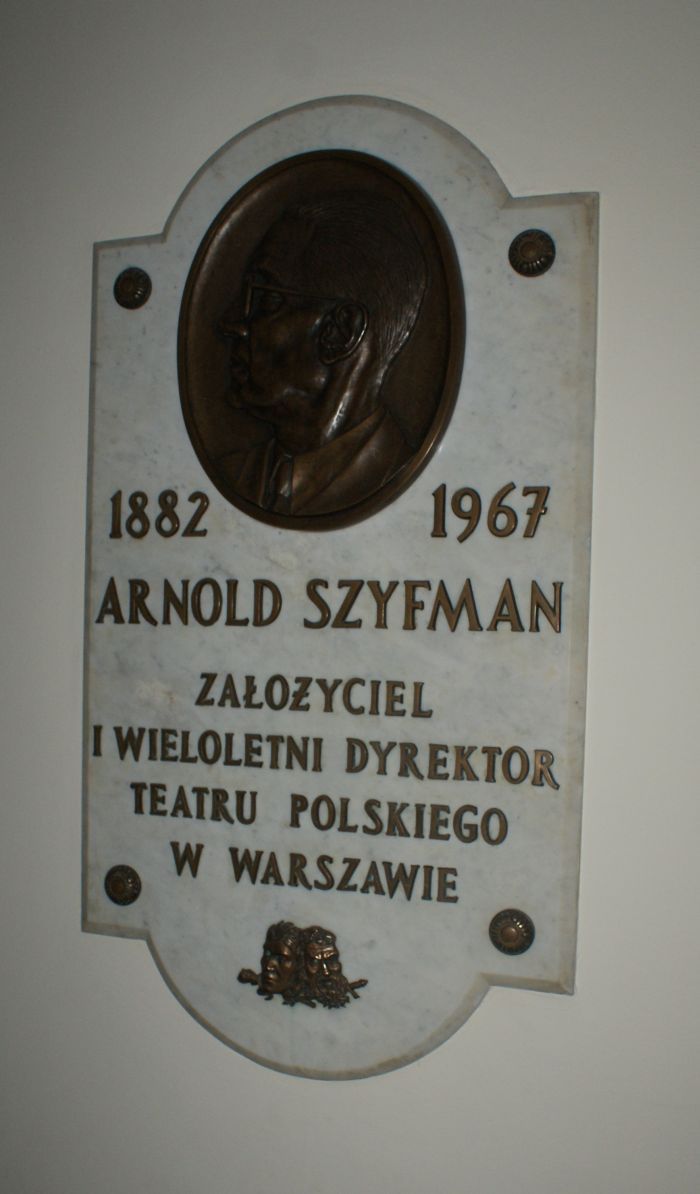 1882 1967
ARNOLD SZYFMAN
ZAŁOŻYCIEL
I WIELOLETNI DYREKTOR
TEATRU POLSKIEGO
W WARSZAWIE